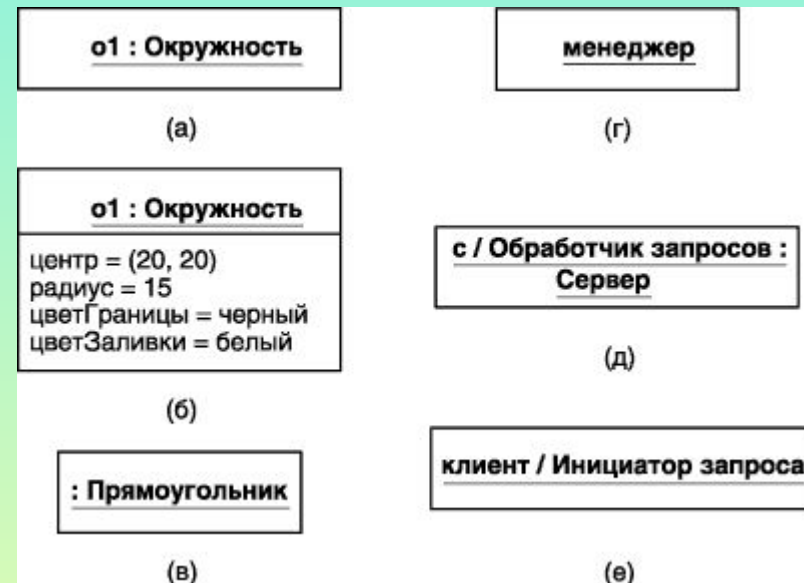 о1 : Окружность
(а)
о1 : Окружность
центр = (20, 20)
радиус = 15
цветГраницы = черный
цветЗаливки = белый
(б)
: Прямоугольник
(в)
менеджер
(г)
с / Обработчик запросов :
Сервер
(д)
клиент / Инициатор запроса
(е)